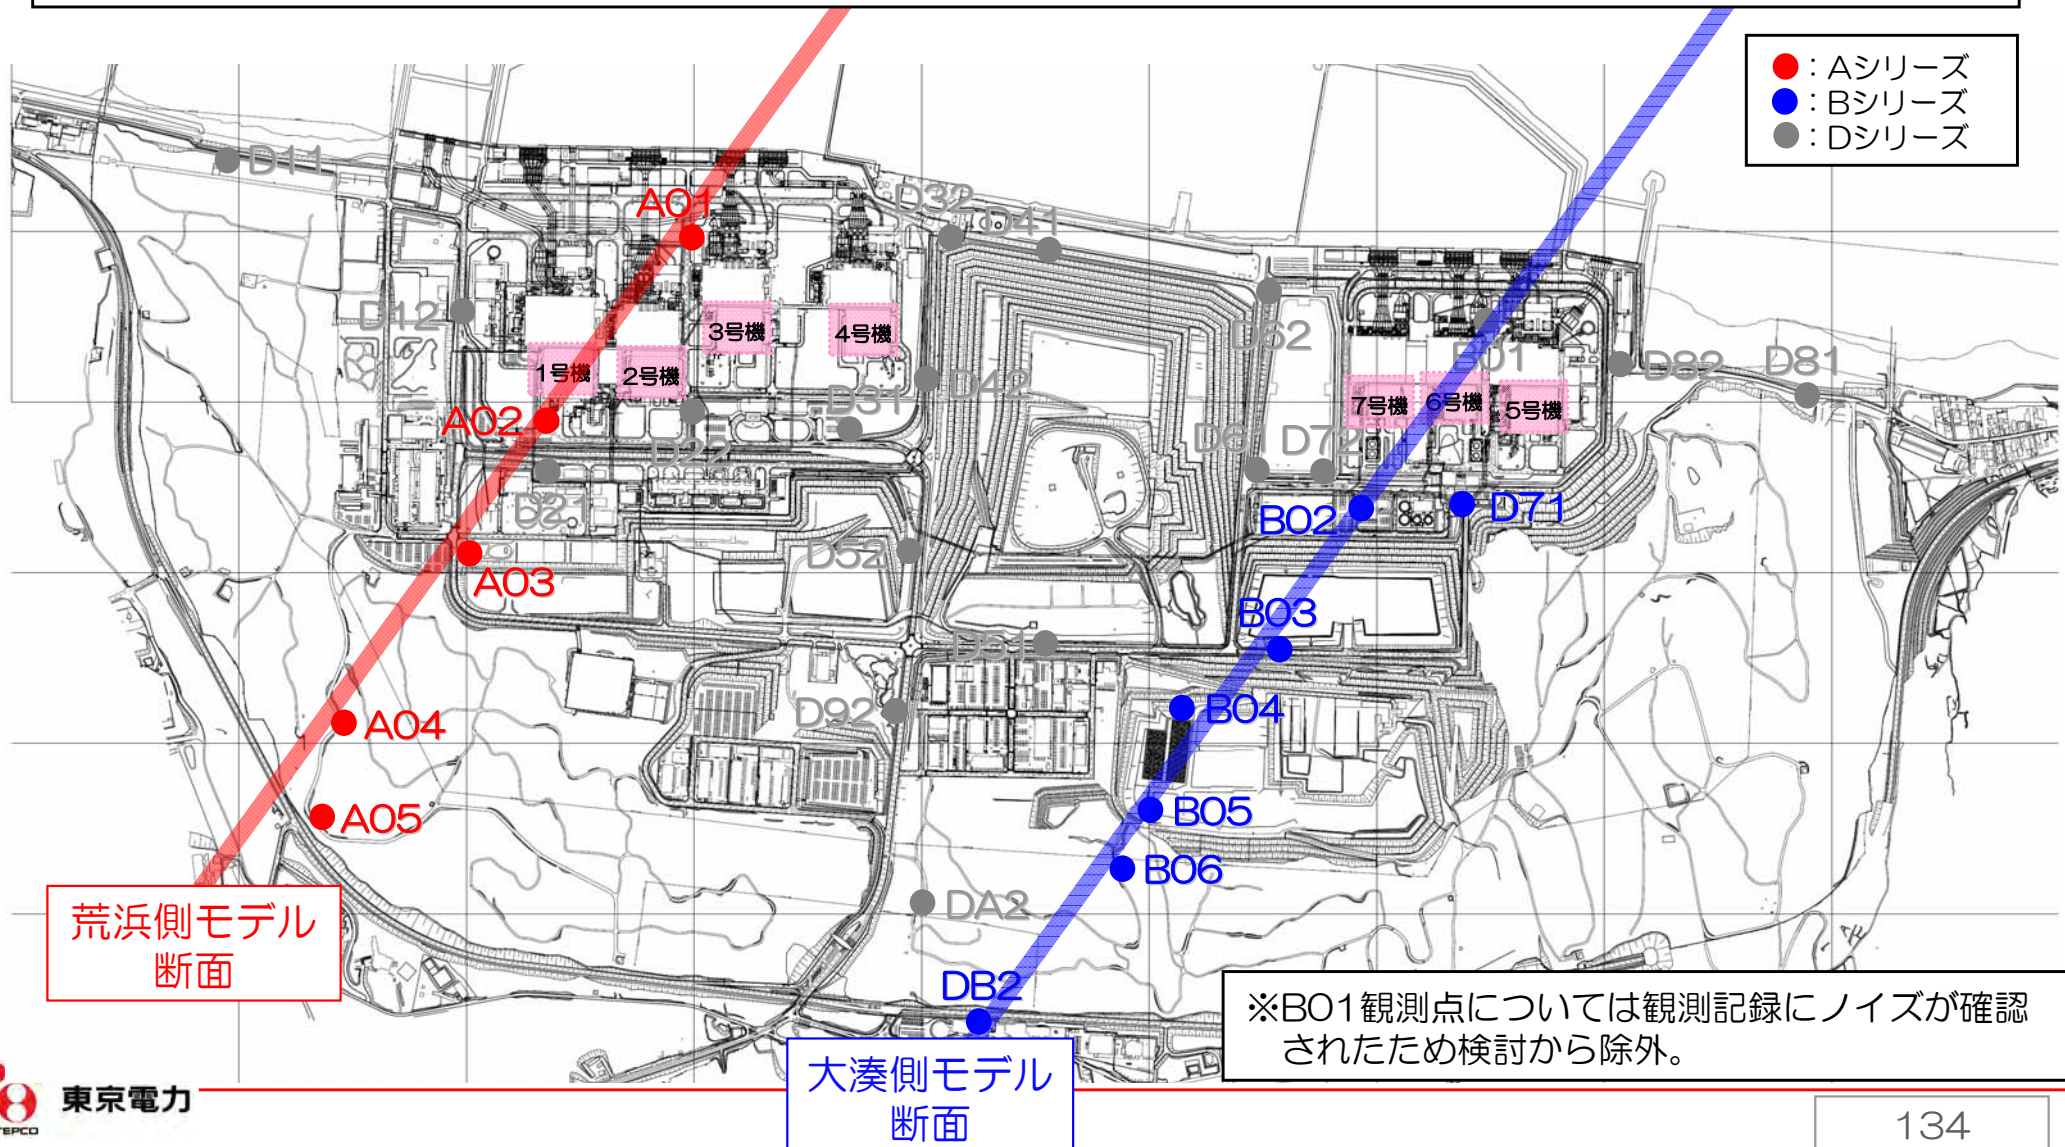 ●：Aシリーズ
●：Bシリーズ
●：Dシリーズ
D11
A01
D32
D41
D12
D62
B01
D82
D81
1号機
2号機
3号機
4号機
7号機
6号機
5号機
A02
D22
D31
D42
D61
D72
D21
B02
D71
A03
D52
B03
D51
A04
D92
B04
A05
B05
B06
DA2
DB2
荒浜側モデル
断面
大湊側モデル
断面
※B01観測点については観測記録にノイズが確認
されたため検討から除外。
TEPCO
東京電力
134